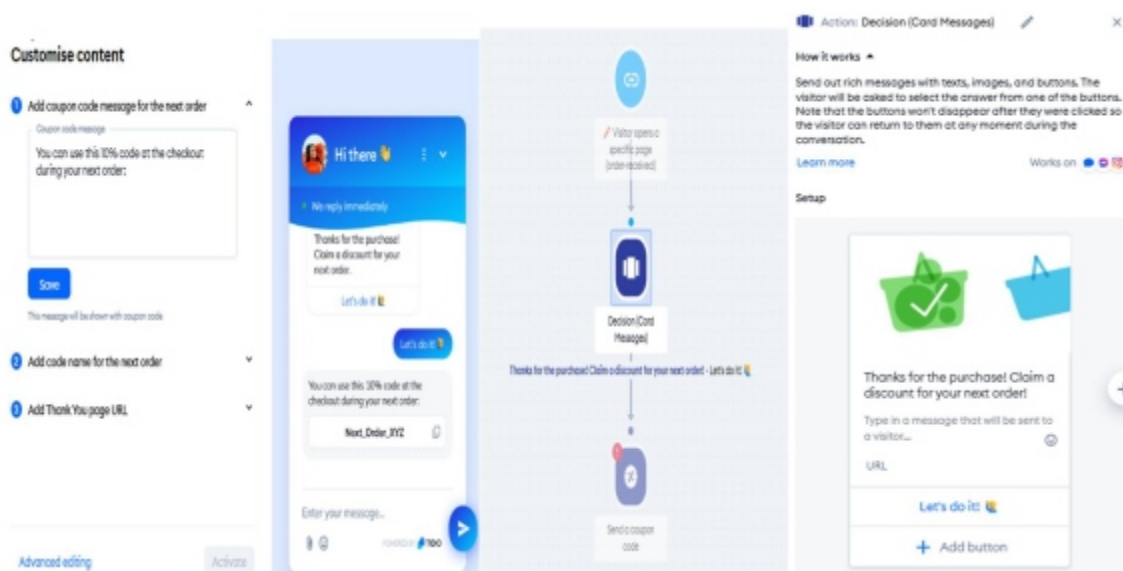 Customise content
1 Add coupon code message for the next order
Coupon code message
You can use this 10% code at the checkout
during your next order:
Save
This message will be shown with coupon code
2 Add code name for the next order
3 Add Thank You page URL
Advanced editing
Activate
Hi there 👋
We reply immediately
Thanks for the purchase!
Claim a discount for your
next order.
Let's do it! 🙋
Let's do it! 🙋
You can use this 10% code at the
checkout during your next order:
Next_Order_XYZ
Enter your message...
POWERED BY TIDIO
Visitor opens a
specific page
(order-received)
Decision (Card
Messages)
Thanks for the purchase! Claim a discount for your next order! - Let's do it! 🙋
Send a coupon
code
Action: Decision (Card Messages)
How it works
Send out rich messages with texts, images, and buttons. The
visitor will be asked to select the answer from one of the buttons.
Note that the buttons won't disappear after they were clicked so
the visitor can return to them at any moment during the
conversation.
Learn more
Works on
Setup
Thanks for the purchase! Claim a
discount for your next order!
Type in a message that will be sent to
a visitor...
URL
Let's do it! 🙋
+ Add button